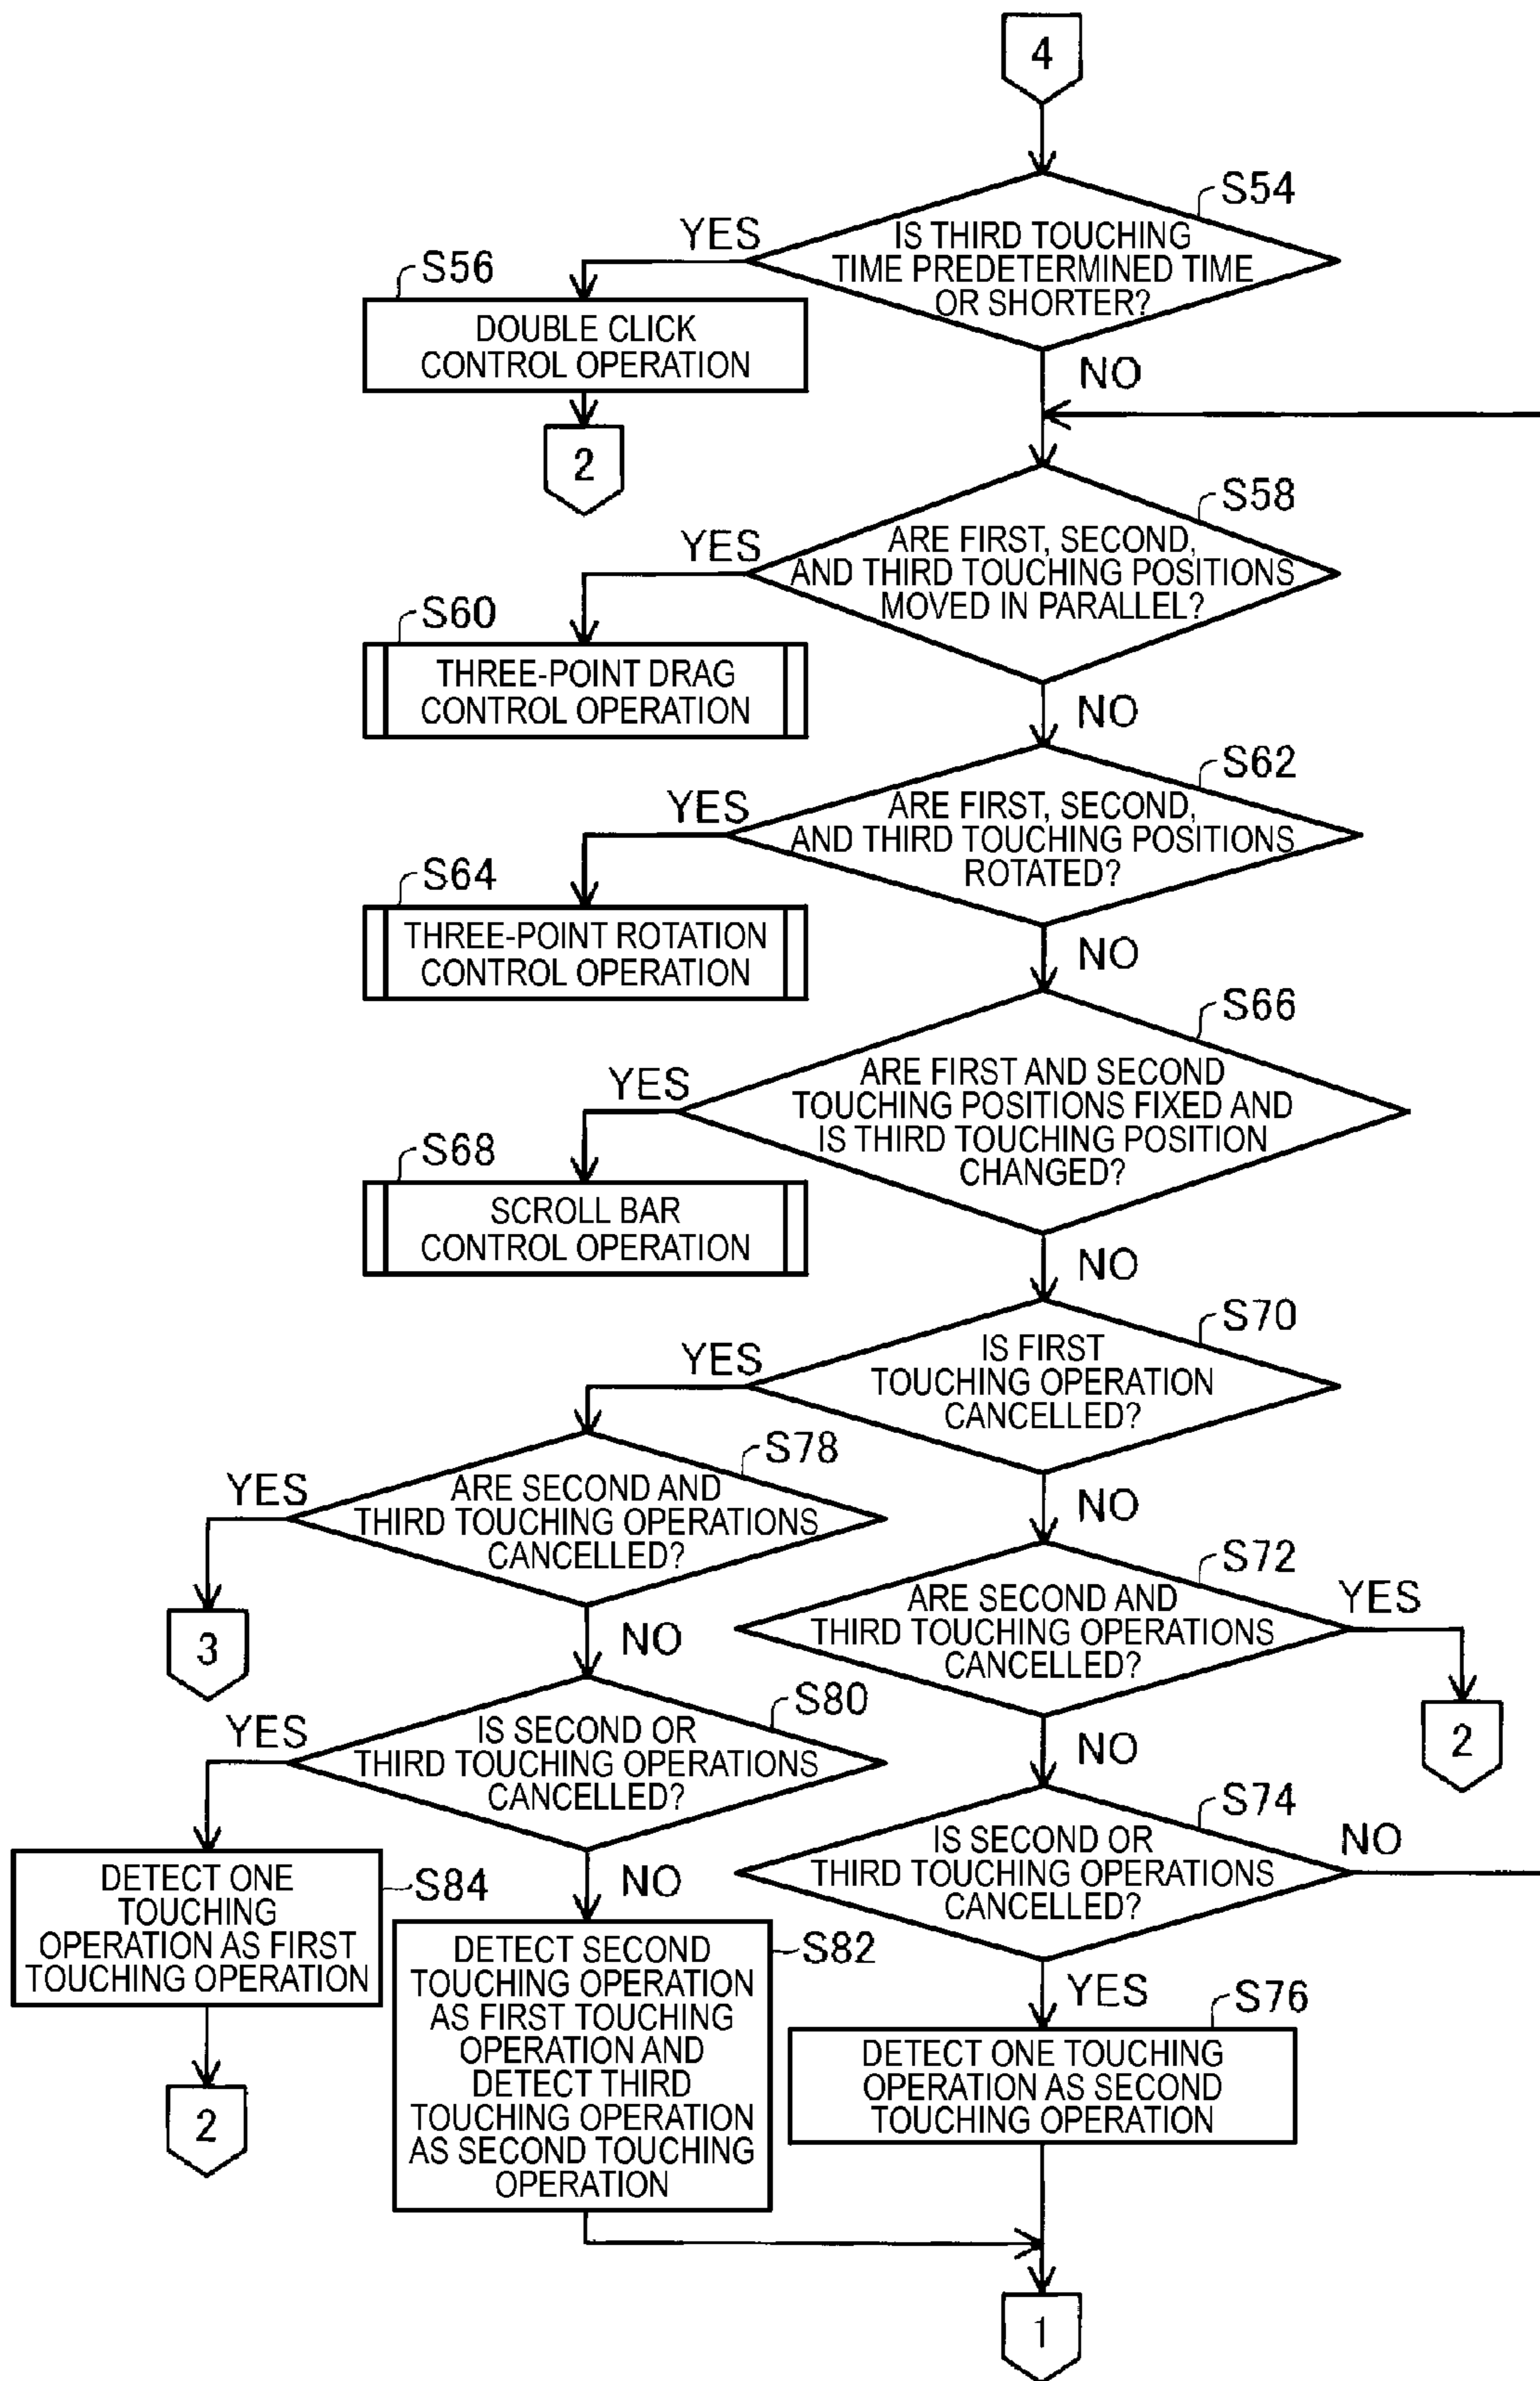 4
S54
IS THIRD TOUCHING
TIME PREDETERMINED TIME
OR SHORTER?
YES
S56
DOUBLE CLICK
CONTROL OPERATION
2
NO
S58
ARE FIRST, SECOND,
AND THIRD TOUCHING POSITIONS
MOVED IN PARALLEL?
YES
S60
THREE-POINT DRAG
CONTROL OPERATION
NO
S62
ARE FIRST, SECOND,
AND THIRD TOUCHING POSITIONS
ROTATED?
YES
S64
THREE-POINT ROTATION
CONTROL OPERATION
NO
S66
ARE FIRST AND SECOND
TOUCHING POSITIONS FIXED AND
IS THIRD TOUCHING POSITION
CHANGED?
YES
S68
SCROLL BAR
CONTROL OPERATION
NO
S70
IS FIRST
TOUCHING OPERATION
CANCELLED?
YES
S78
ARE SECOND AND
THIRD TOUCHING OPERATIONS
CANCELLED?
YES
3
NO
NO
S72
ARE SECOND AND
THIRD TOUCHING OPERATIONS
CANCELLED?
YES
2
S80
IS SECOND OR
THIRD TOUCHING OPERATIONS
CANCELLED?
YES
NO
NO
S74
IS SECOND OR
THIRD TOUCHING OPERATIONS
CANCELLED?
NO
S84
DETECT ONE
TOUCHING
OPERATION AS FIRST
TOUCHING OPERATION
2
S82
DETECT SECOND
TOUCHING OPERATION
AS FIRST TOUCHING
OPERATION AND
DETECT THIRD
TOUCHING OPERATION
AS SECOND TOUCHING
OPERATION
YES
S76
DETECT ONE TOUCHING
OPERATION AS SECOND
TOUCHING OPERATION
1